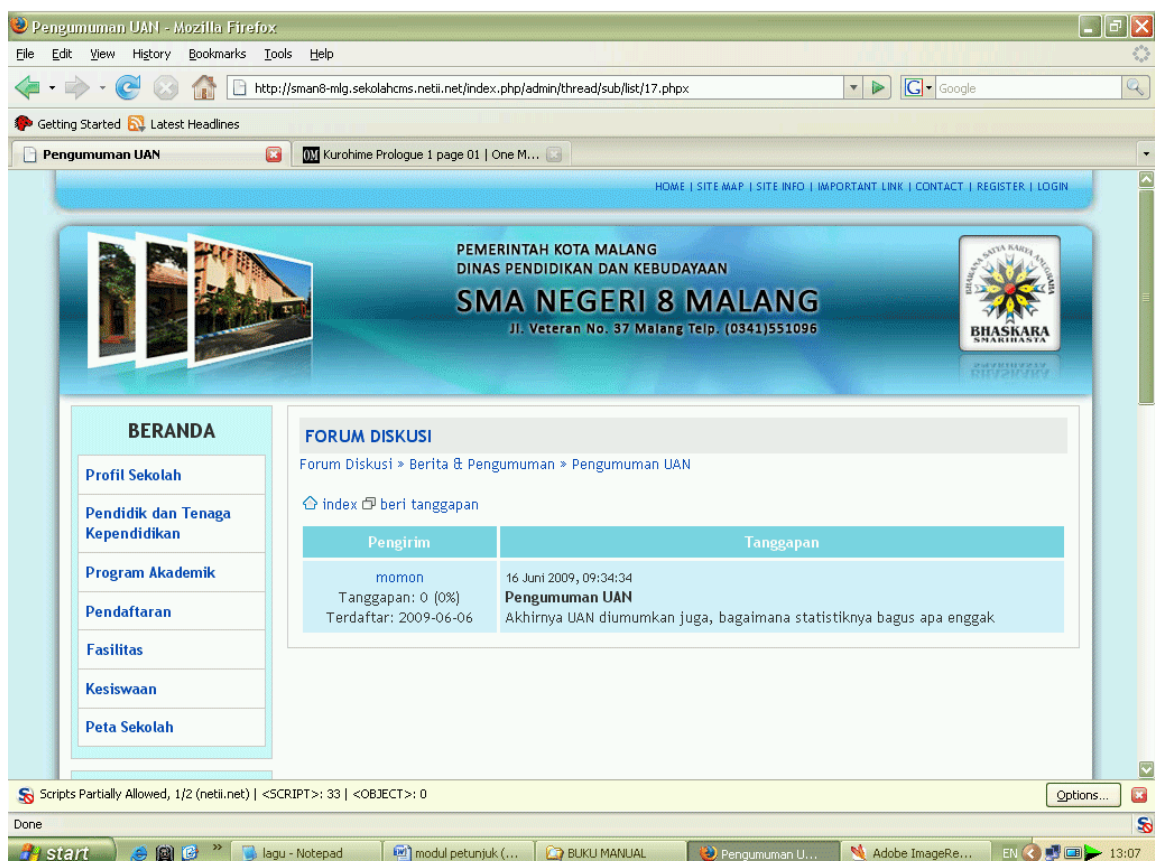 Pengumuman UAN - Mozilla Firefox
File Edit View History Bookmarks Tools Help
http://sman8-mlg.sekolahcms.netii.net/index.php/admin/thread/sub/list/17.phpx
G Google
Getting Started Latest Headlines
Pengumuman UAN
OM Kurohime Prologue 1 page 01 | One M...
HOME | SITE MAP | SITE INFO | IMPORTANT LINK | CONTACT | REGISTER | LOGIN
PEMERINTAH KOTA MALANG
DINAS PENDIDIKAN DAN KEBUDAYAAN
SMA NEGERI 8 MALANG
Jl. Veteran No. 37 Malang Telp. (0341)551096
BHAKTI SATYA KARYA ANUGRAHA
BHASKARA
SMARIHASTA
BERANDA
Profil Sekolah
Pendidik dan Tenaga
Kependidikan
Program Akademik
Pendaftaran
Fasilitas
Kesiswaan
Peta Sekolah
FORUM DISKUSI
Forum Diskusi » Berita & Pengumuman » Pengumuman UAN
index beri tanggapan
Pengirim Tanggapan
momon
Tanggapan: 0 (0%)
Terdaftar: 2009-06-06
16 Juni 2009, 09:34:34
Pengumuman UAN
Akhirnya UAN diumumkan juga, bagaimana statistiknya bagus apa enggak
Scripts Partially Allowed, 1/2 (netii.net) | <SCRIPT>: 33 | <OBJECT>: 0
Options...
Done
start » lagu - Notepad modul petunjuk (... BUKU MANUAL Pengumuman U... Adobe ImageRe... EN 13:07